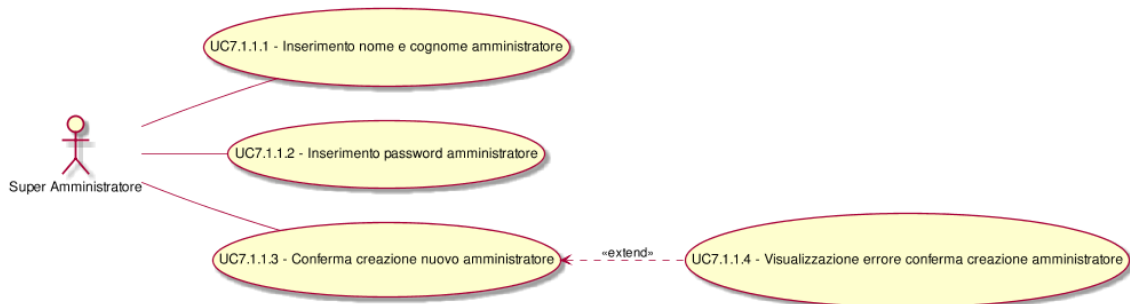 UC7.1.1.1 - Inserimento nome e cognome amministratore
UC7.1.1.2 - Inserimento password amministratore
Super Amministratore
UC7.1.1.3 - Conferma creazione nuovo amministratore
«extend»
UC7.1.1.4 - Visualizzazione errore conferma creazione amministratore